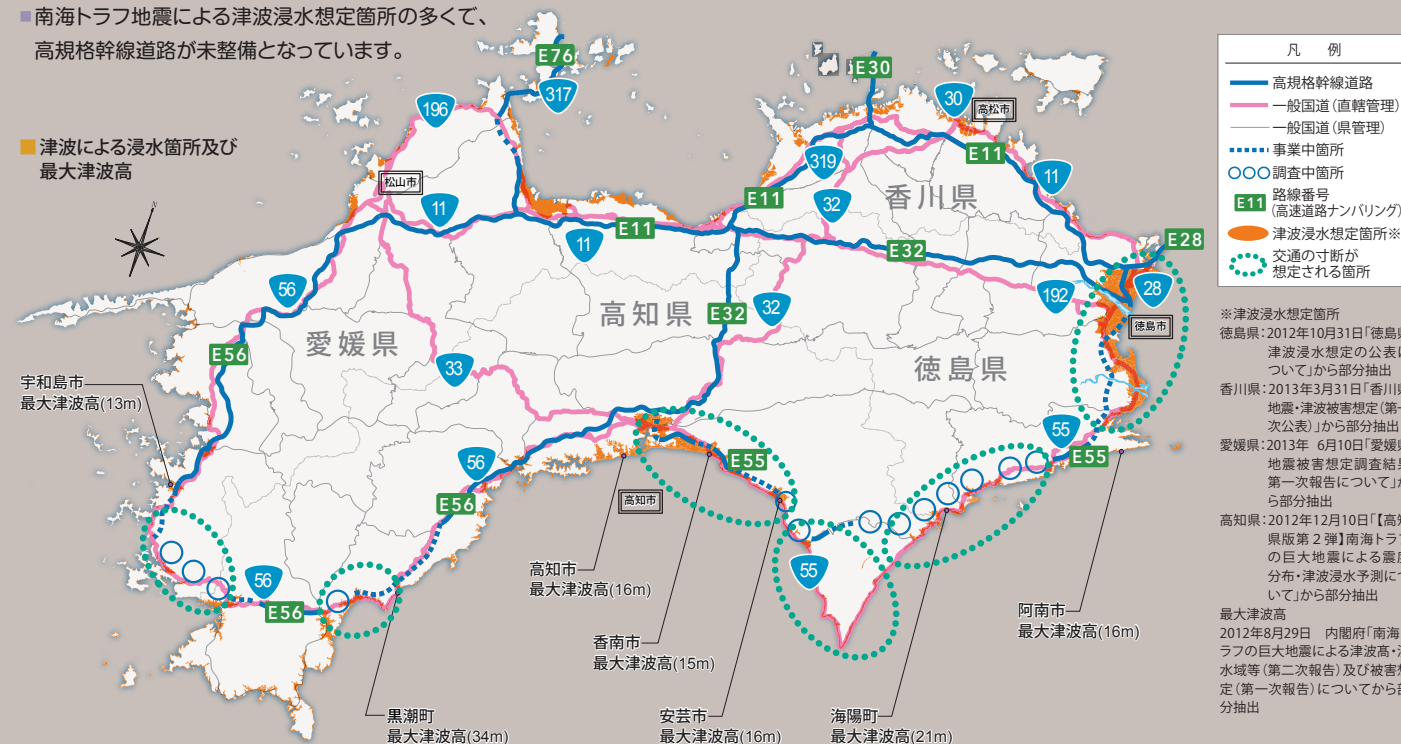 南海トラフ地震による津波浸水想定箇所の多くで、
高規格幹線道路が未整備となっています。
津波による浸水箇所及び
最大津波高
N
E76
317
196
E30
30
高松市
319
E11
11
松山市
11
E11
32
香川県
E11
11
E32
E28
28
192
徳島市
56
愛媛県
高知県
E32
32
徳島県
E56
33
宇和島市
最大津波高(13m)
56
E56
高知市
E55
55
E55
56
E56
55
高知市
最大津波高(16m)
香南市
最大津波高(15m)
阿南市
最大津波高(16m)
黒潮町
最大津波高(34m)
安芸市
最大津波高(16m)
海陽町
最大津波高(21m)
凡 例
高規格幹線道路
一般国道(直轄管理)
一般国道(県管理)
事業中箇所
調査中箇所
E11
路線番号
(高速道路ナンバリング)
津波浸水想定箇所※
交通の寸断が
想定される箇所
※津波浸水想定箇所
徳島県:2012年10月31日「徳島県
津波浸水想定の公表に
ついて」から部分抽出
香川県:2013年3月31日「香川県
地震・津波被害想定(第一
次公表)」から部分抽出
愛媛県:2013年 6月10日「愛媛県
地震被害想定調査結果
第一次報告について」か
ら部分抽出
高知県:2012年12月10日「【高知
県版第2弾】南海トラフ
の巨大地震による震度
分布・津波浸水予測につ
いて」から部分抽出
最大津波高
2012年8月29日 内閣府「南海
ラフの巨大地震による津波髙・
水域等(第二次報告)及び被害想
定(第一次報告)についてから部
分抽出